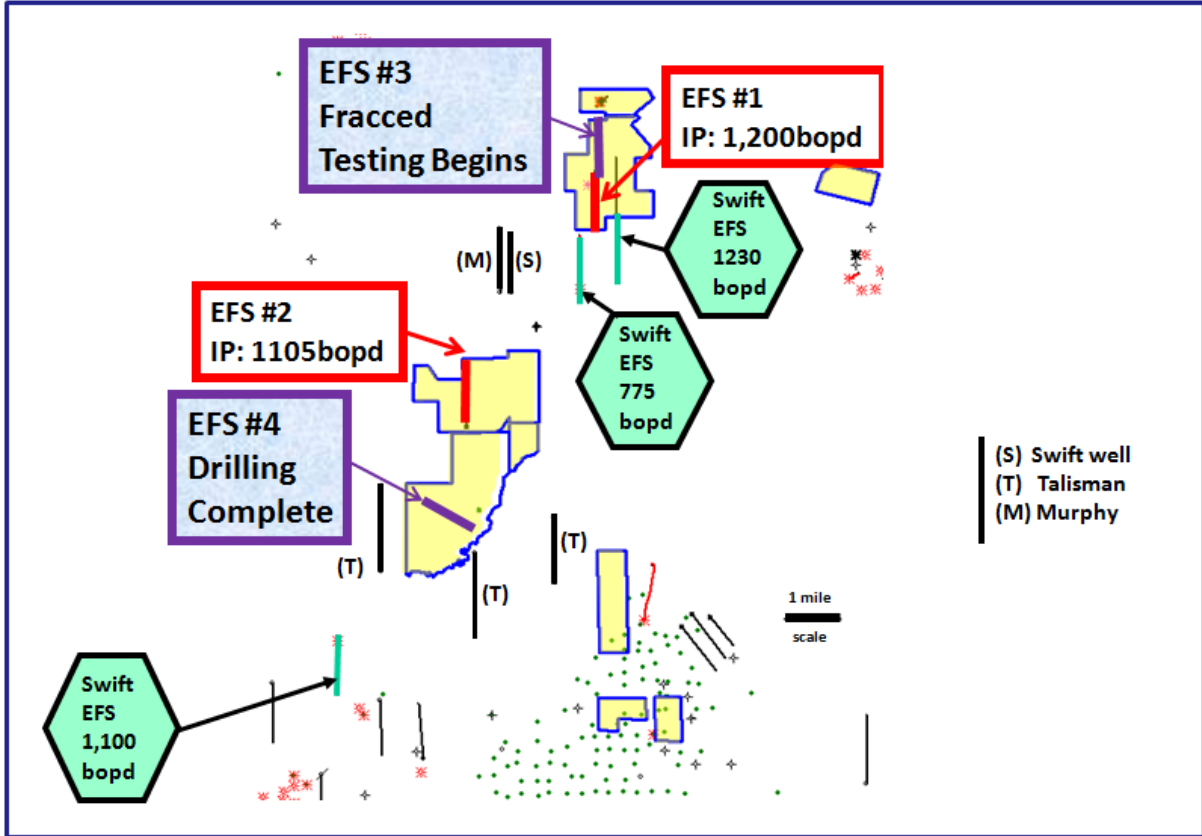 EFS #3
Fracced
Testing Begins
EFS #1
IP: 1,200bopd
Swift
EFS
1230
bopd
(M)
(S)
EFS #2
IP: 1105bopd
Swift
EFS
775
bopd
EFS #4
Drilling
Complete
(S) Swift well
(T) Talisman
(M) Murphy
(T)
(T)
(T)
1 mile
scale
Swift
EFS
1,100
bopd